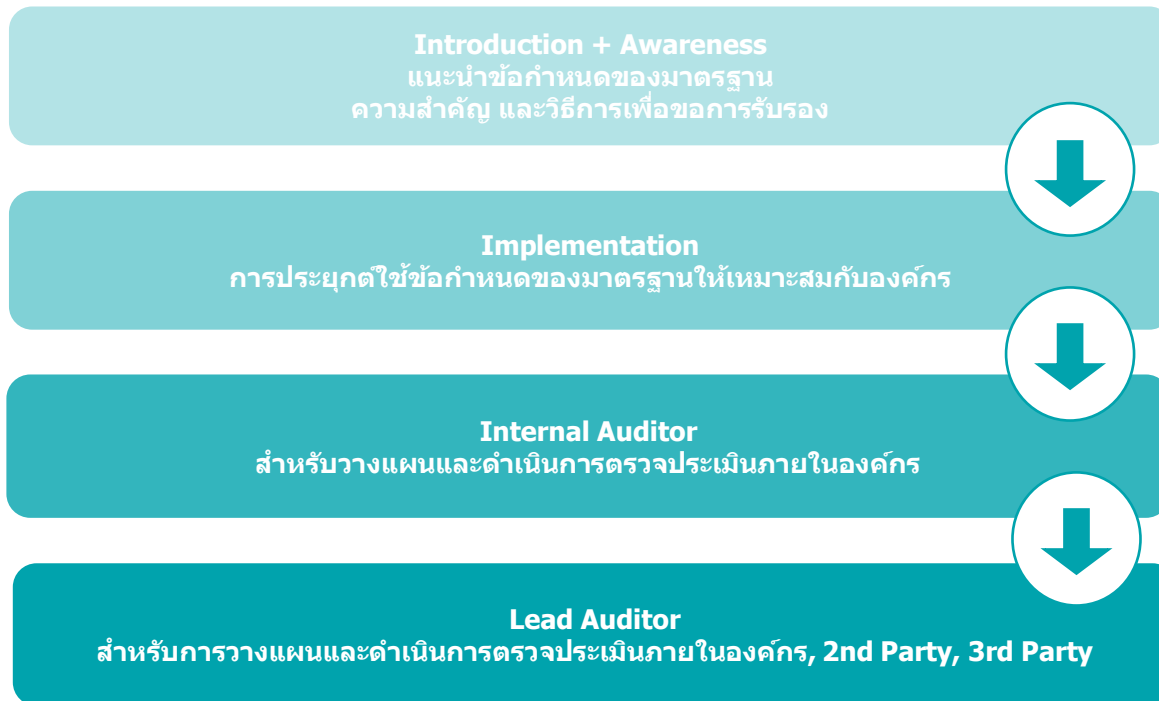 Introduction + Awareness
แนะนำข้อกำหนดของมาตรฐาน
ความสำคัญ และวิธีการเพื่อขอการรับรอง
Implementation
การประยุกต์ใช้ข้อกำหนดของมาตรฐานให้เหมาะสมกับองค์กร
Internal Auditor
สำหรับวางแผนและดำเนินการตรวจประเมินภายในองค์กร
Lead Auditor
สำหรับการวางแผนและดำเนินการตรวจประเมินภายในองค์กร, 2nd Party, 3rd Party